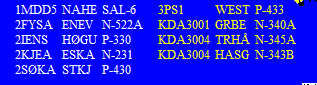 1MDD5 NAHE SAL-6 3PS1 WEST P-433
2FYSA ENEV N-522A KDA3001 GRBE N-340A
2IENS HØGU P-330 KDA3004 TRHÅ N-345A
2KJEA ESKA N-231 KDA3004 HASG N-343B
2SØKA STKJ P-430